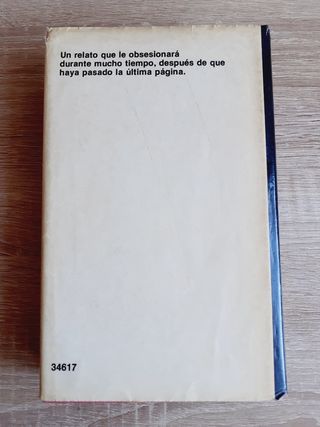 Un relato que le obsesionará
durante mucho tiempo, después de que
haya pasado la última página.
34617